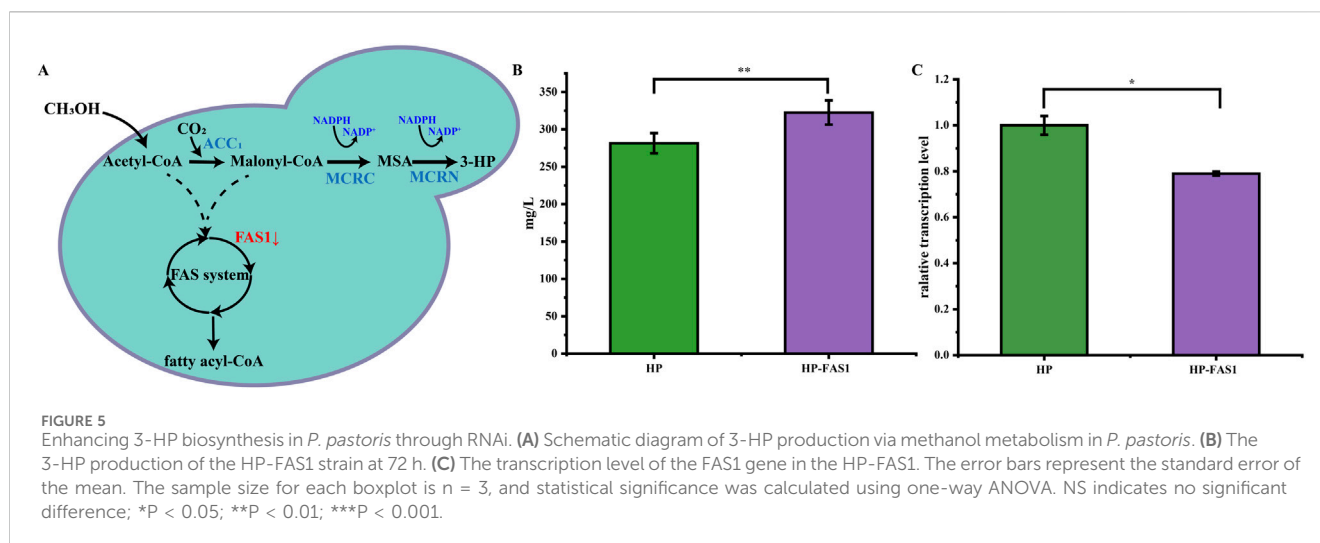 A
CH₃OH
CO₂
ACC₁
NADPH
NADP⁺
NADPH
NADP⁺
Acetyl-CoA
Malonyl-CoA
MSA
3-HP
MCRC
MCRN
FAS1↓
FAS system
fatty acyl-CoA
B
**
350
300
250
200
150
100
50
0
mg/L
HP
HP-FAS1
C
*
1.2
1.0
0.8
0.6
0.4
0.2
0.0
ralative transcription level
HP
HP-FAS1
FIGURE 5
Enhancing 3-HP biosynthesis in P. pastoris through RNAi. (A) Schematic diagram of 3-HP production via methanol metabolism in P. pastoris. (B) The
3-HP production of the HP-FAS1 strain at 72 h. (C) The transcription level of the FAS1 gene in the HP-FAS1. The error bars represent the standard error of
the mean. The sample size for each boxplot is n = 3, and statistical significance was calculated using one-way ANOVA. NS indicates no significant
difference; *P < 0.05; **P < 0.01; ***P < 0.001.